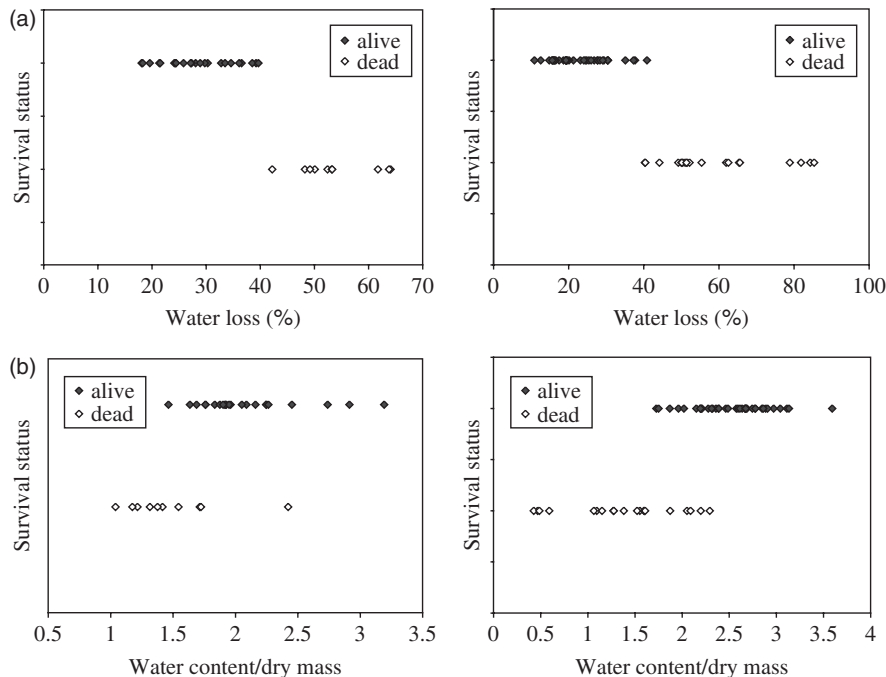 (a)
alive
dead
Survival status
0 10 20 30 40 50 60 70
Water loss (%)
alive
dead
Survival status
0 20 40 60 80 100
Water loss (%)
(b)
alive
dead
Survival status
0.5 1 1.5 2 2.5 3 3.5
Water content/dry mass
alive
dead
Survival status
0 0.5 1 1.5 2 2.5 3 3.5 4
Water content/dry mass